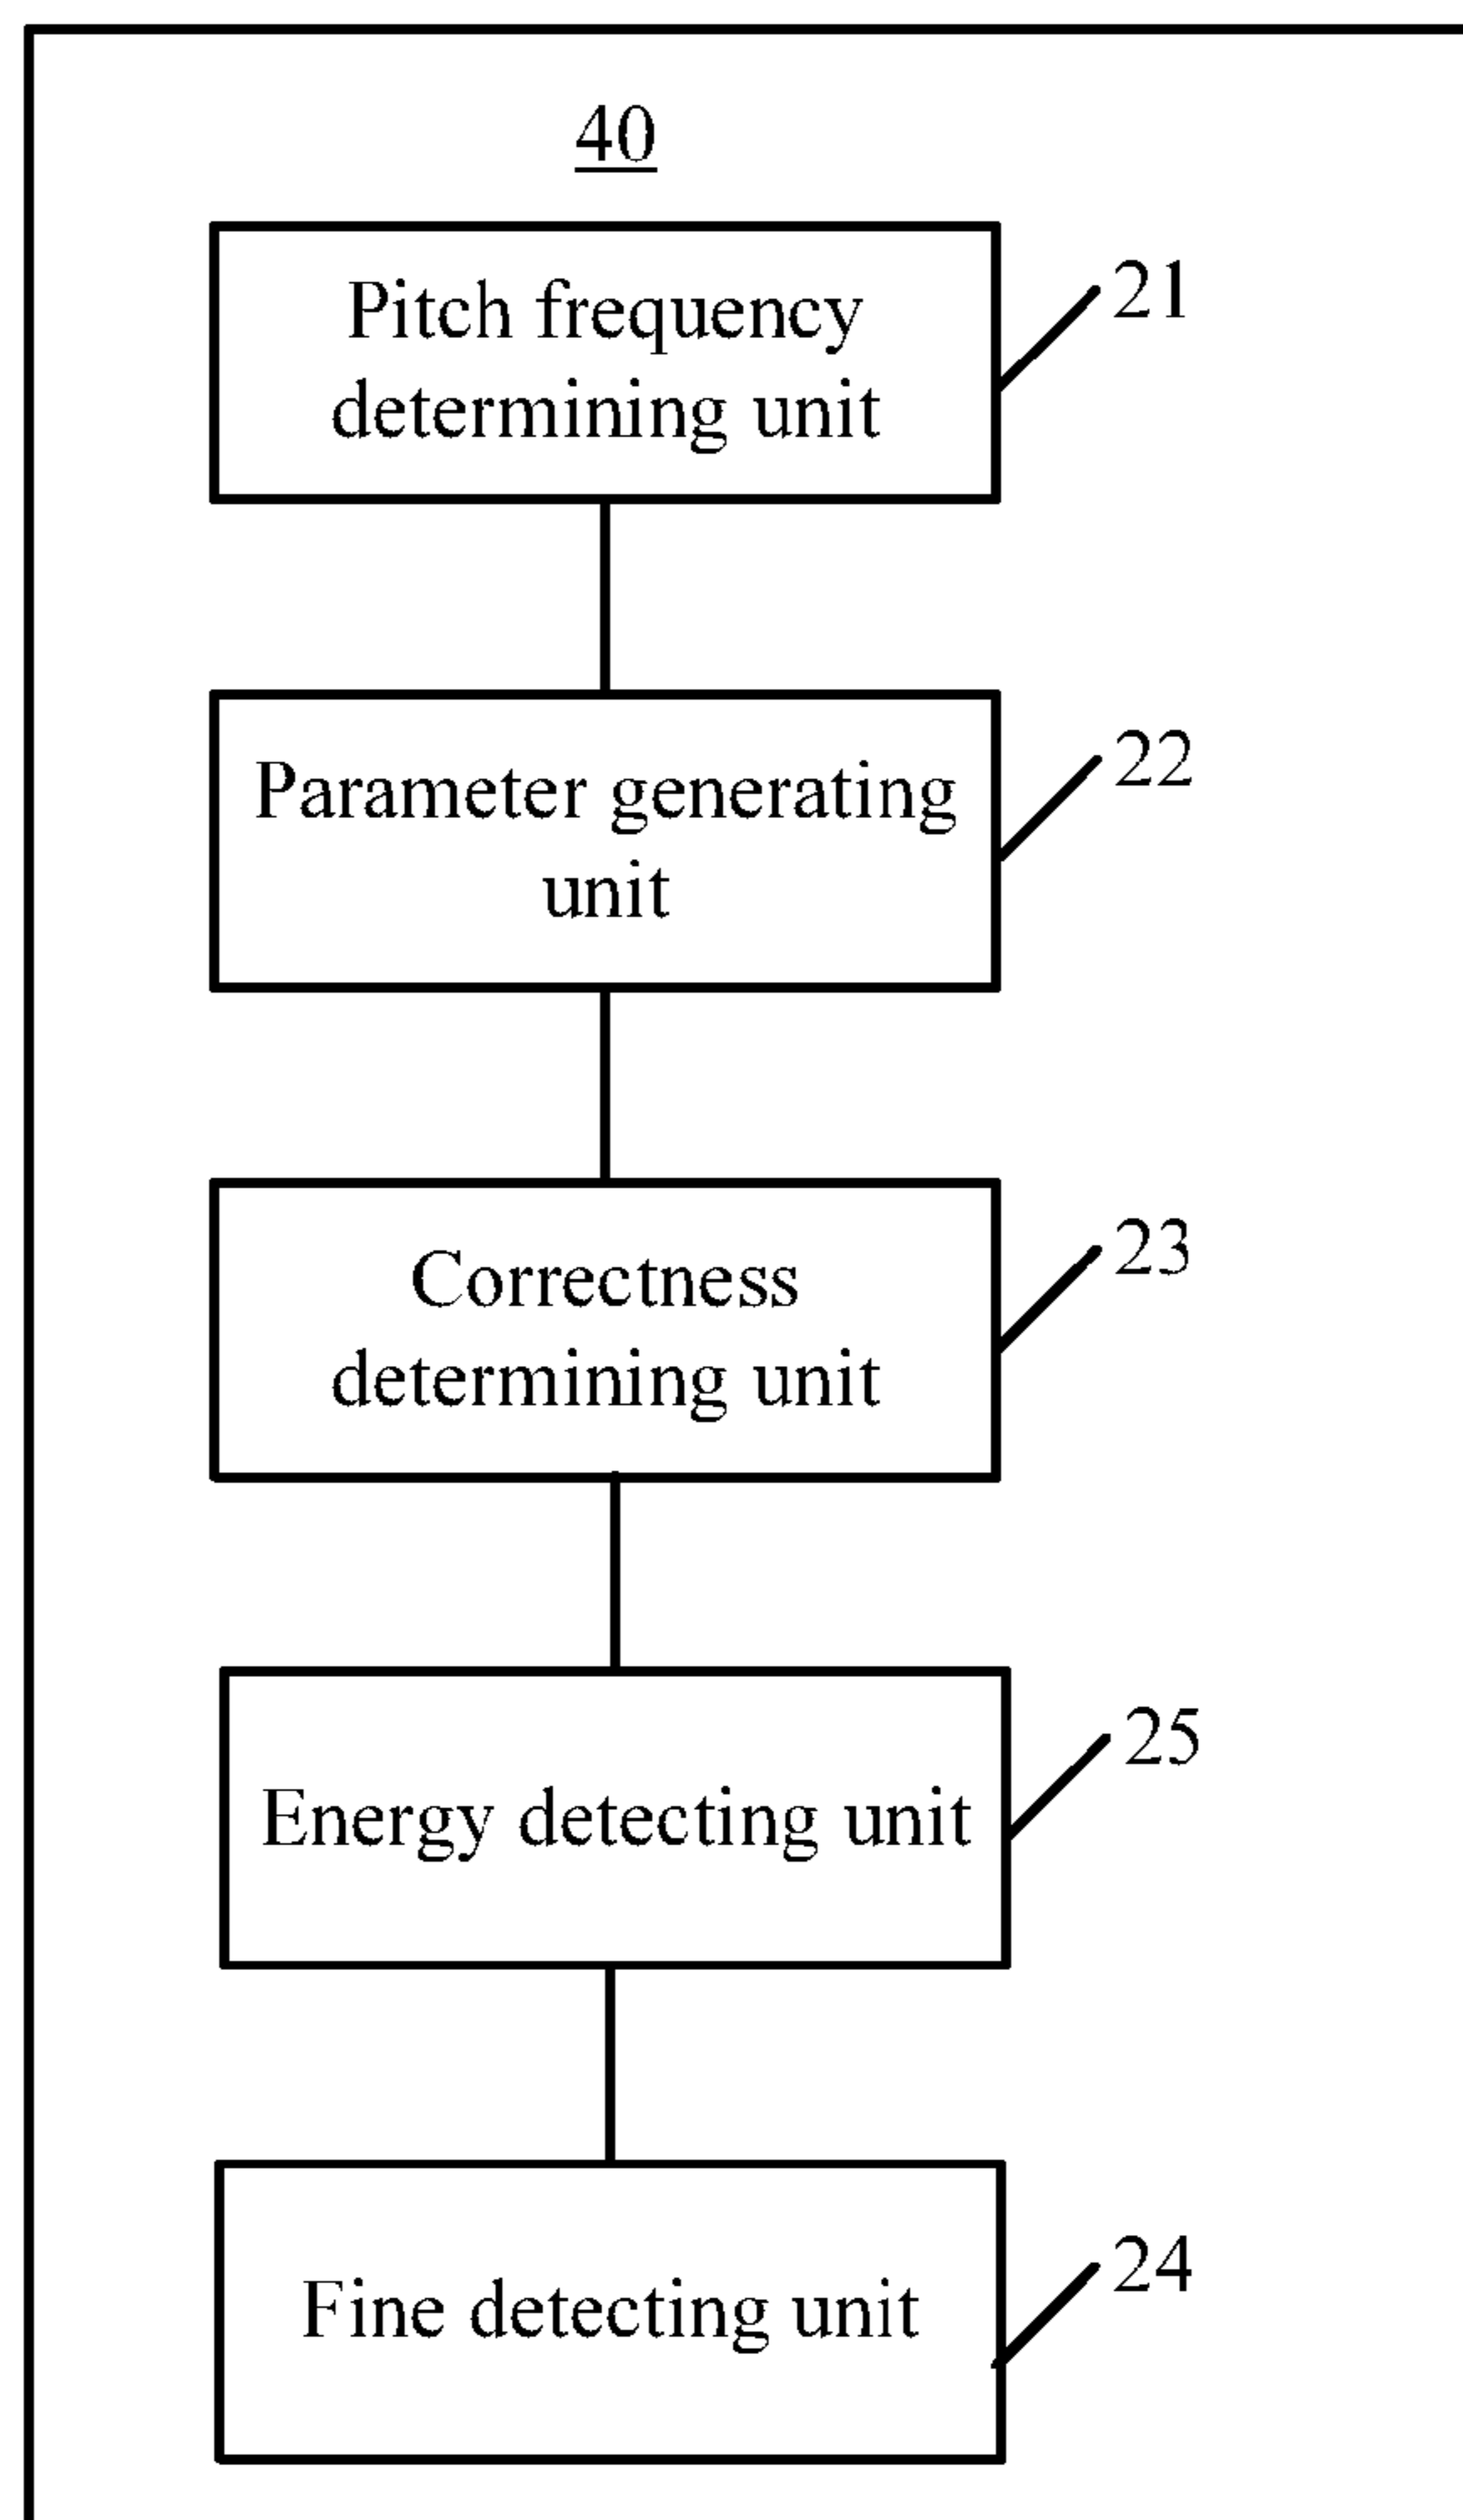 40
Pitch frequency
determining unit
21
Parameter generating
unit
22
Correctness
determining unit
23
Energy detecting unit
25
Fine detecting unit
24